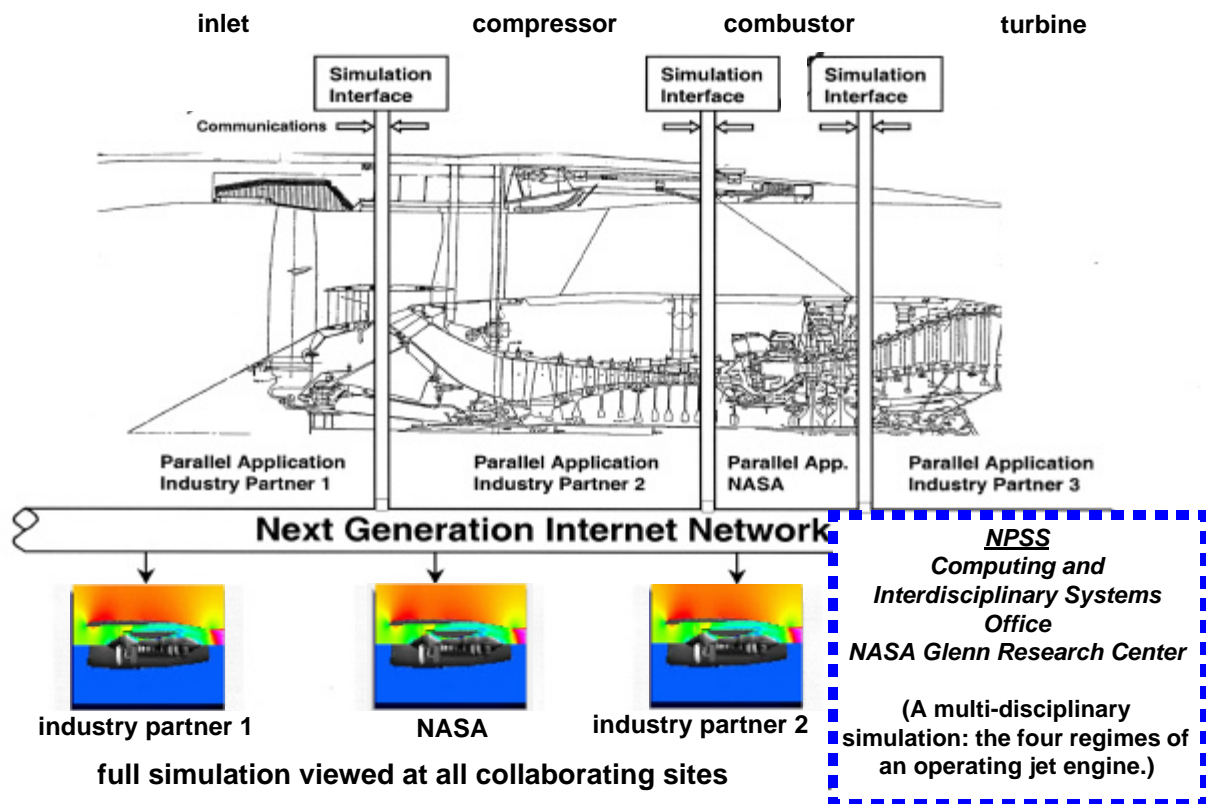 inlet compressor combustor turbine
Simulation
Interface
Simulation
Interface
Simulation
Interface
Communications
Parallel Application
Industry Partner 1
Parallel Application
Industry Partner 2
Parallel App.
NASA
Parallel Application
Industry Partner 3
Next Generation Internet Network
industry partner 1
NASA
industry partner 2
full simulation viewed at all collaborating sites
NPSS
Computing and
Interdisciplinary Systems
Office
NASA Glenn Research Center
(A multi-disciplinary
simulation: the four regimes of
an operating jet engine.)